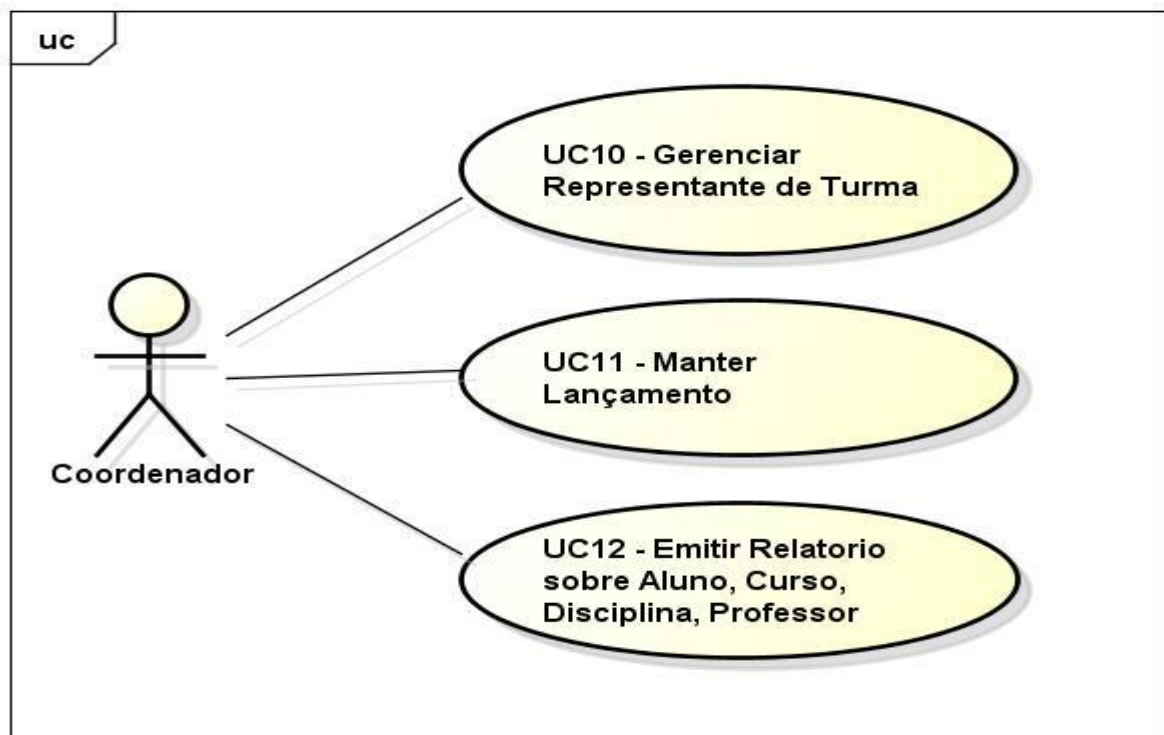 uc
UC10 - Gerenciar
Representante de Turma
UC11 - Manter
Lançamento
Coordenador
UC12 - Emitir Relatorio
sobre Aluno, Curso,
Disciplina, Professor